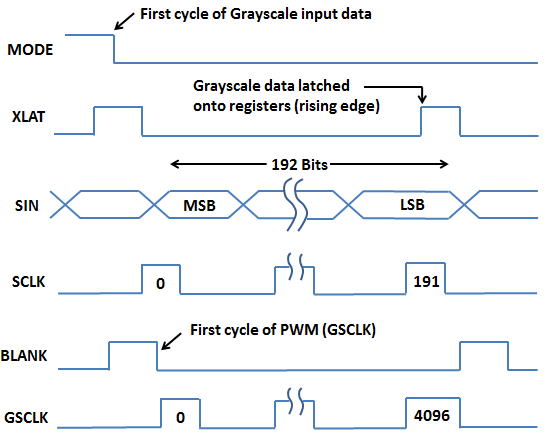 First cycle of Grayscale input data
MODE
Grayscale data latched
onto registers (rising edge)
XLAT
192 Bits
SIN
MSB
LSB
SCLK
0
191
First cycle of PWM (GSCLK)
BLANK
GSCLK
0
4096